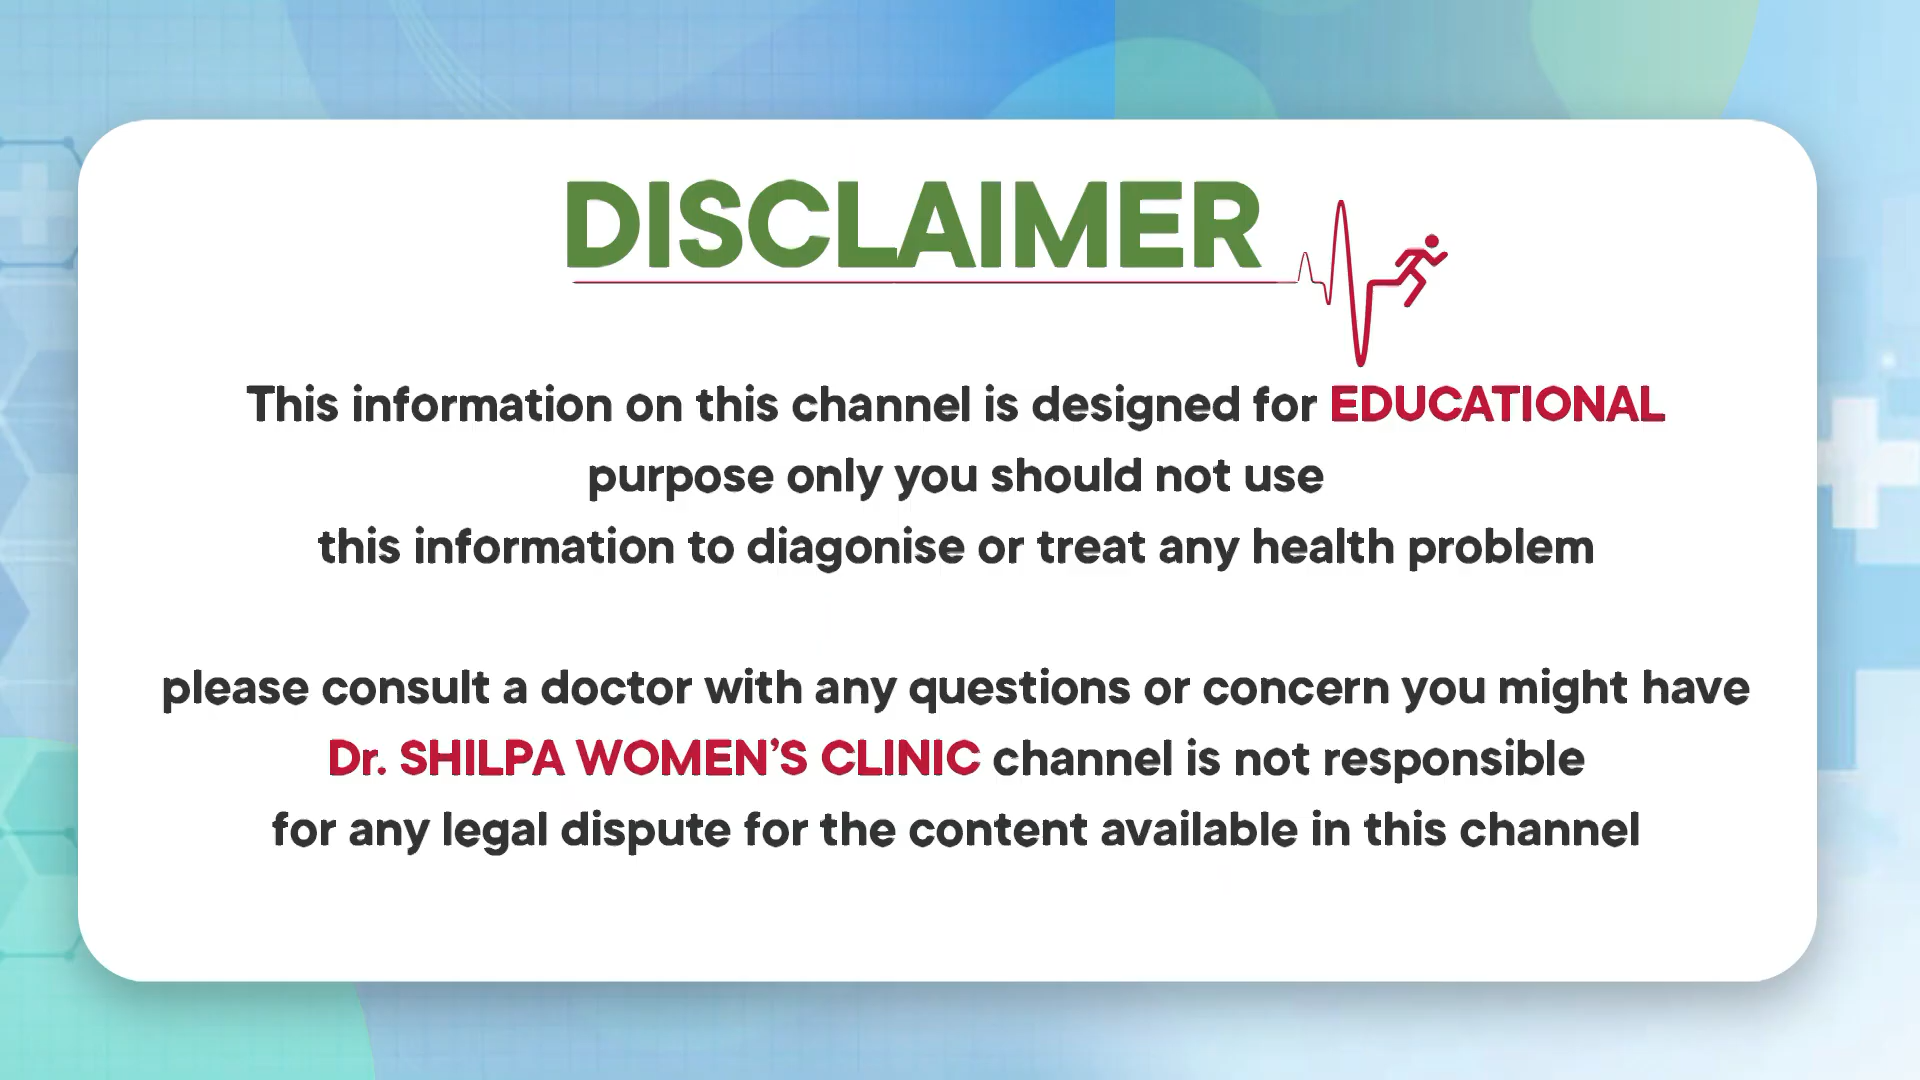 DISCLAIMER
This information on this channel is designed for EDUCATIONAL
purpose only you should not use
this information to diagonise or treat any health problem
please consult a doctor with any questions or concern you might have
Dr. SHILPA WOMEN’S CLINIC channel is not responsible
for any legal dispute for the content available in this channel